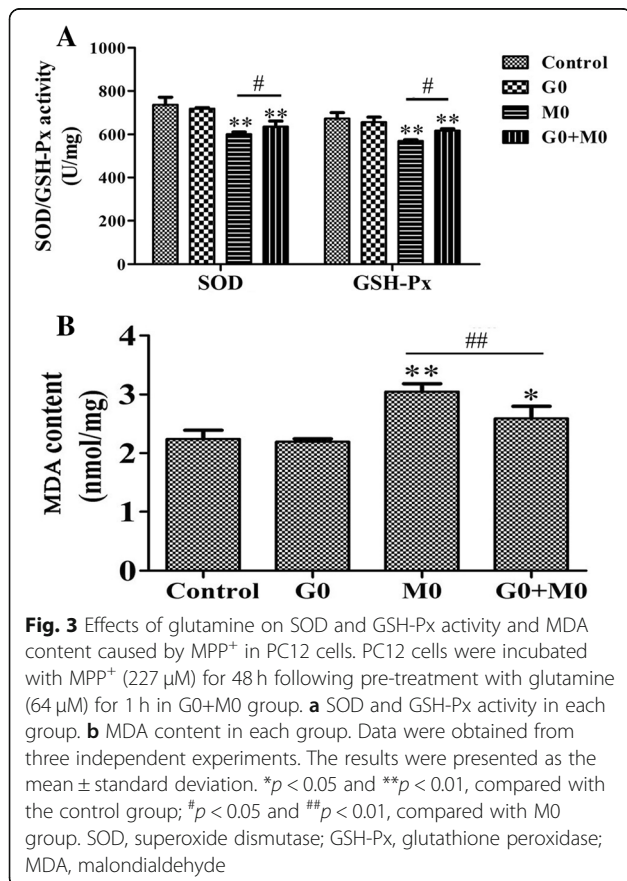 A
SOD/GSH-Px activity
(U/mg)
1000
800
600
400
200
0
#
**
**
#
**
**
SOD
GSH-Px
Control
G0
M0
G0+M0
B
MDA content
(nmol/mg)
4
3
2
1
0
##
**
*
Control
G0
M0
G0+M0
Fig. 3 Effects of glutamine on SOD and GSH-Px activity and MDA
content caused by MPP⁺ in PC12 cells. PC12 cells were incubated
with MPP⁺ (227 μM) for 48 h following pre-treatment with glutamine
(64 μM) for 1 h in G0+M0 group. a SOD and GSH-Px activity in each
group. b MDA content in each group. Data were obtained from
three independent experiments. The results were presented as the
mean ± standard deviation. *p < 0.05 and **p < 0.01, compared with
the control group; #p < 0.05 and ##p < 0.01, compared with M0
group. SOD, superoxide dismutase; GSH-Px, glutathione peroxidase;
MDA, malondialdehyde